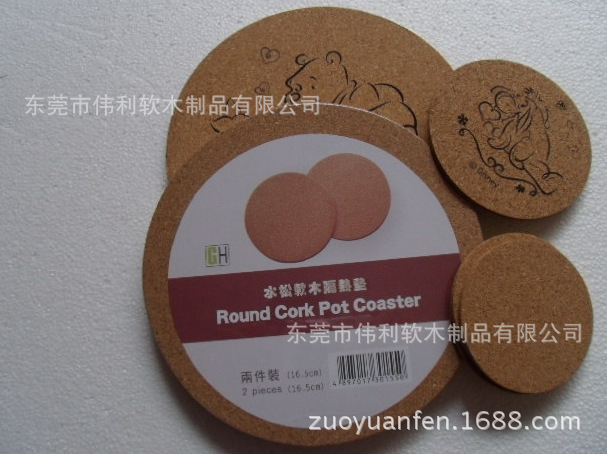 东莞市伟利软木制品有限公司
© Disney
GH
水松軟木隔熱墊
Round Cork Pot Coaster
东莞市伟利软木制品有限公司
兩件裝 (16.5cm)
2 pieces (16.5cm)
zuoyuanfen.1688.com